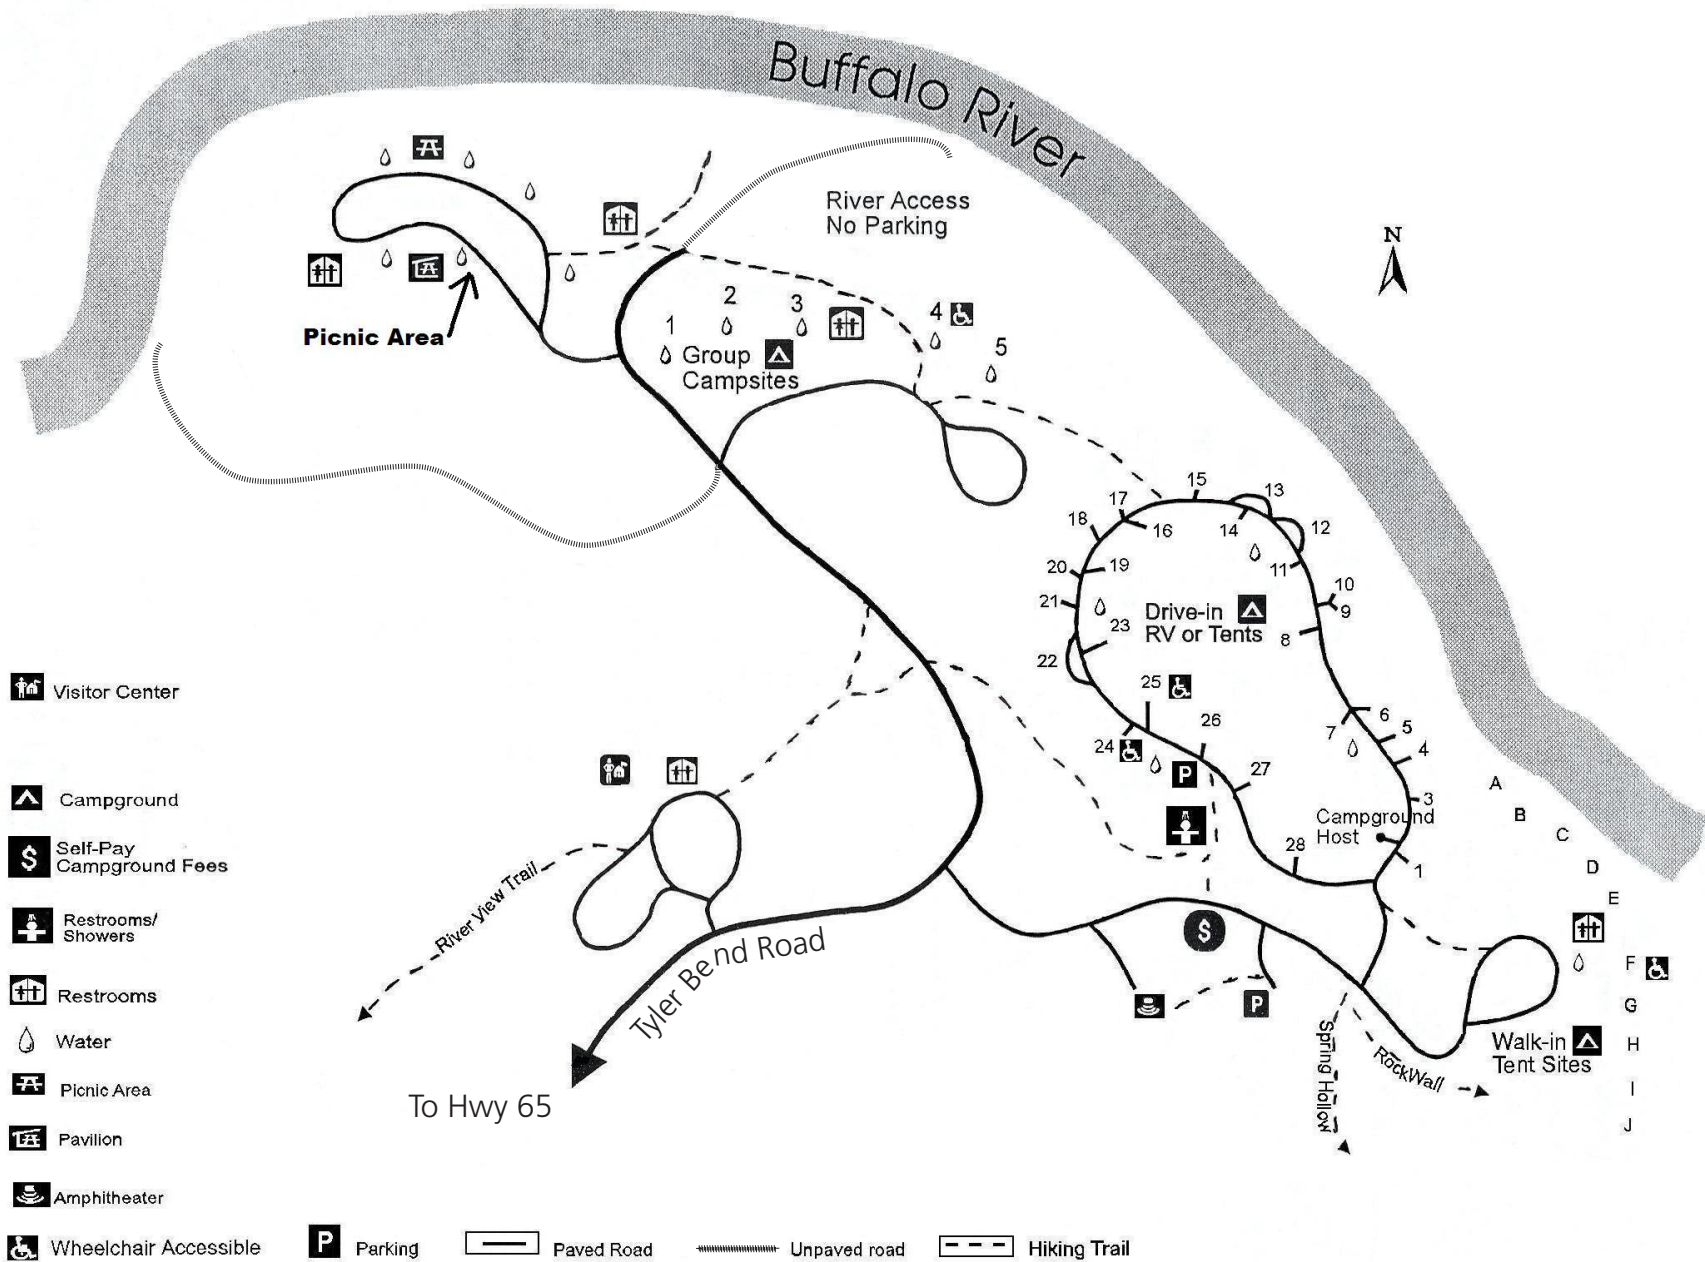 Buffalo River
River Access
No Parking
N
Picnic Area
1
2
3
4
5
Group
Campsites
15
13
17
18
16
14
12
20
19
11
10
21
9
Drive-in
RV or Tents
23
8
22
25
6
26
7
5
24
4
P
27
A
3
B
Campground
Host
C
28
1
D
E
Visitor Center
Campground
$
Self-Pay
Campground Fees
Restrooms/
Showers
Restrooms
Water
Picnic Area
Pavilion
Amphitheater
Wheelchair Accessible
River View Trail
Tyler Bend Road
To Hwy 65
$
P
F
G
Walk-in
Tent Sites
H
I
J
Spring Hollow
Rock Wall
P
Parking
Paved Road
Unpaved road
Hiking Trail